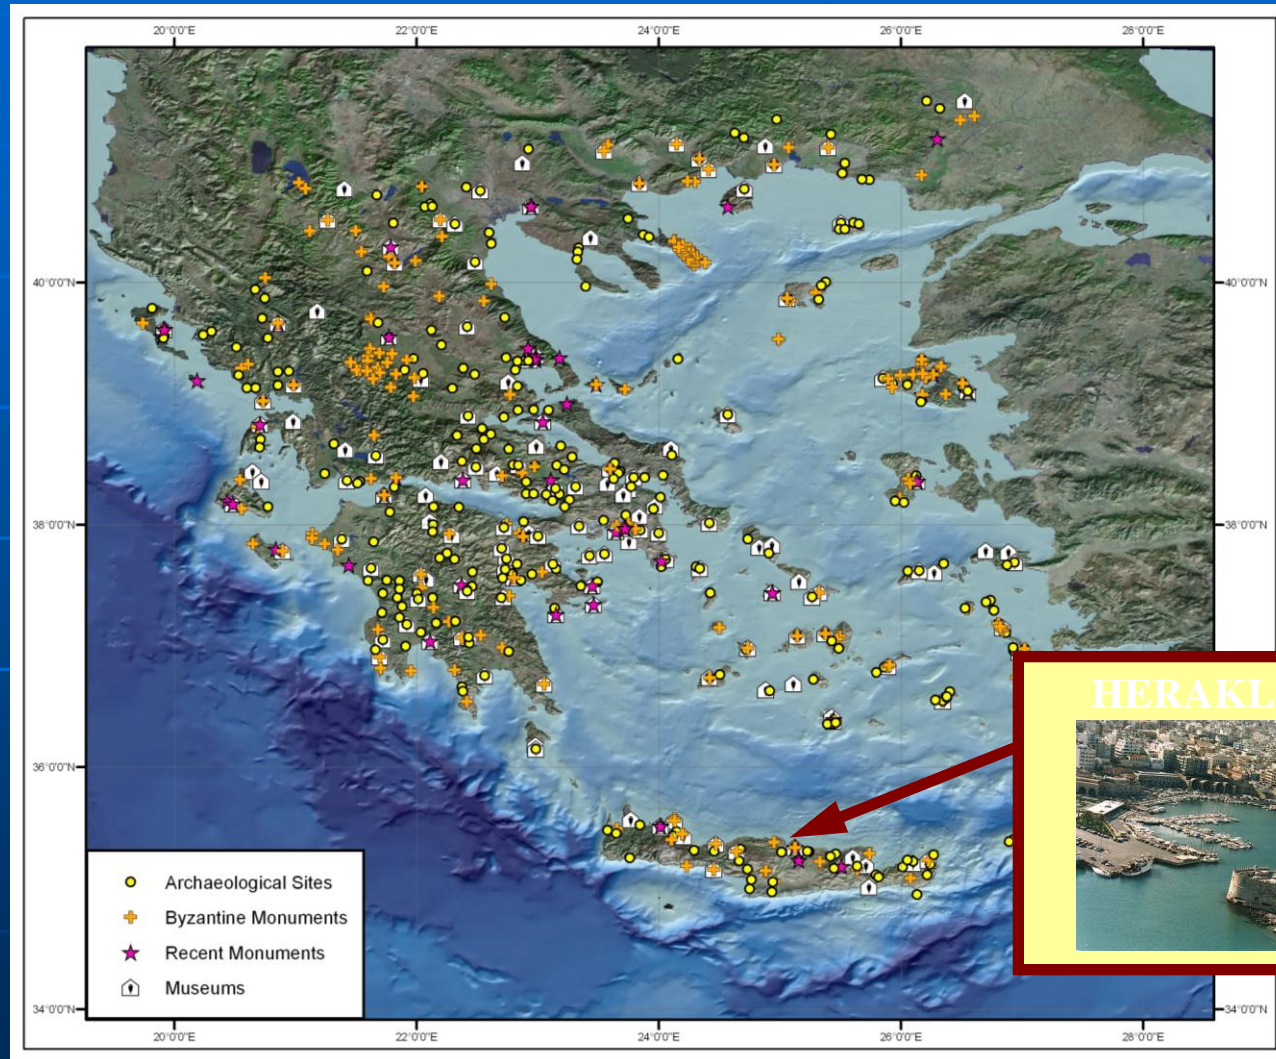 20°0'0"E 22°0'0"E 24°0'0"E 26°0'0"E 28°0'0"E
40°0'0"N 40°0'0"N
38°0'0"N 38°0'0"N
HERAKL
36°0'0"N
Archaeological Sites
Byzantine Monuments
Recent Monuments
Museums
34°0'0"N 34°0'0"N
20°0'0"E 22°0'0"E 24°0'0"E 26°0'0"E 28°0'0"E